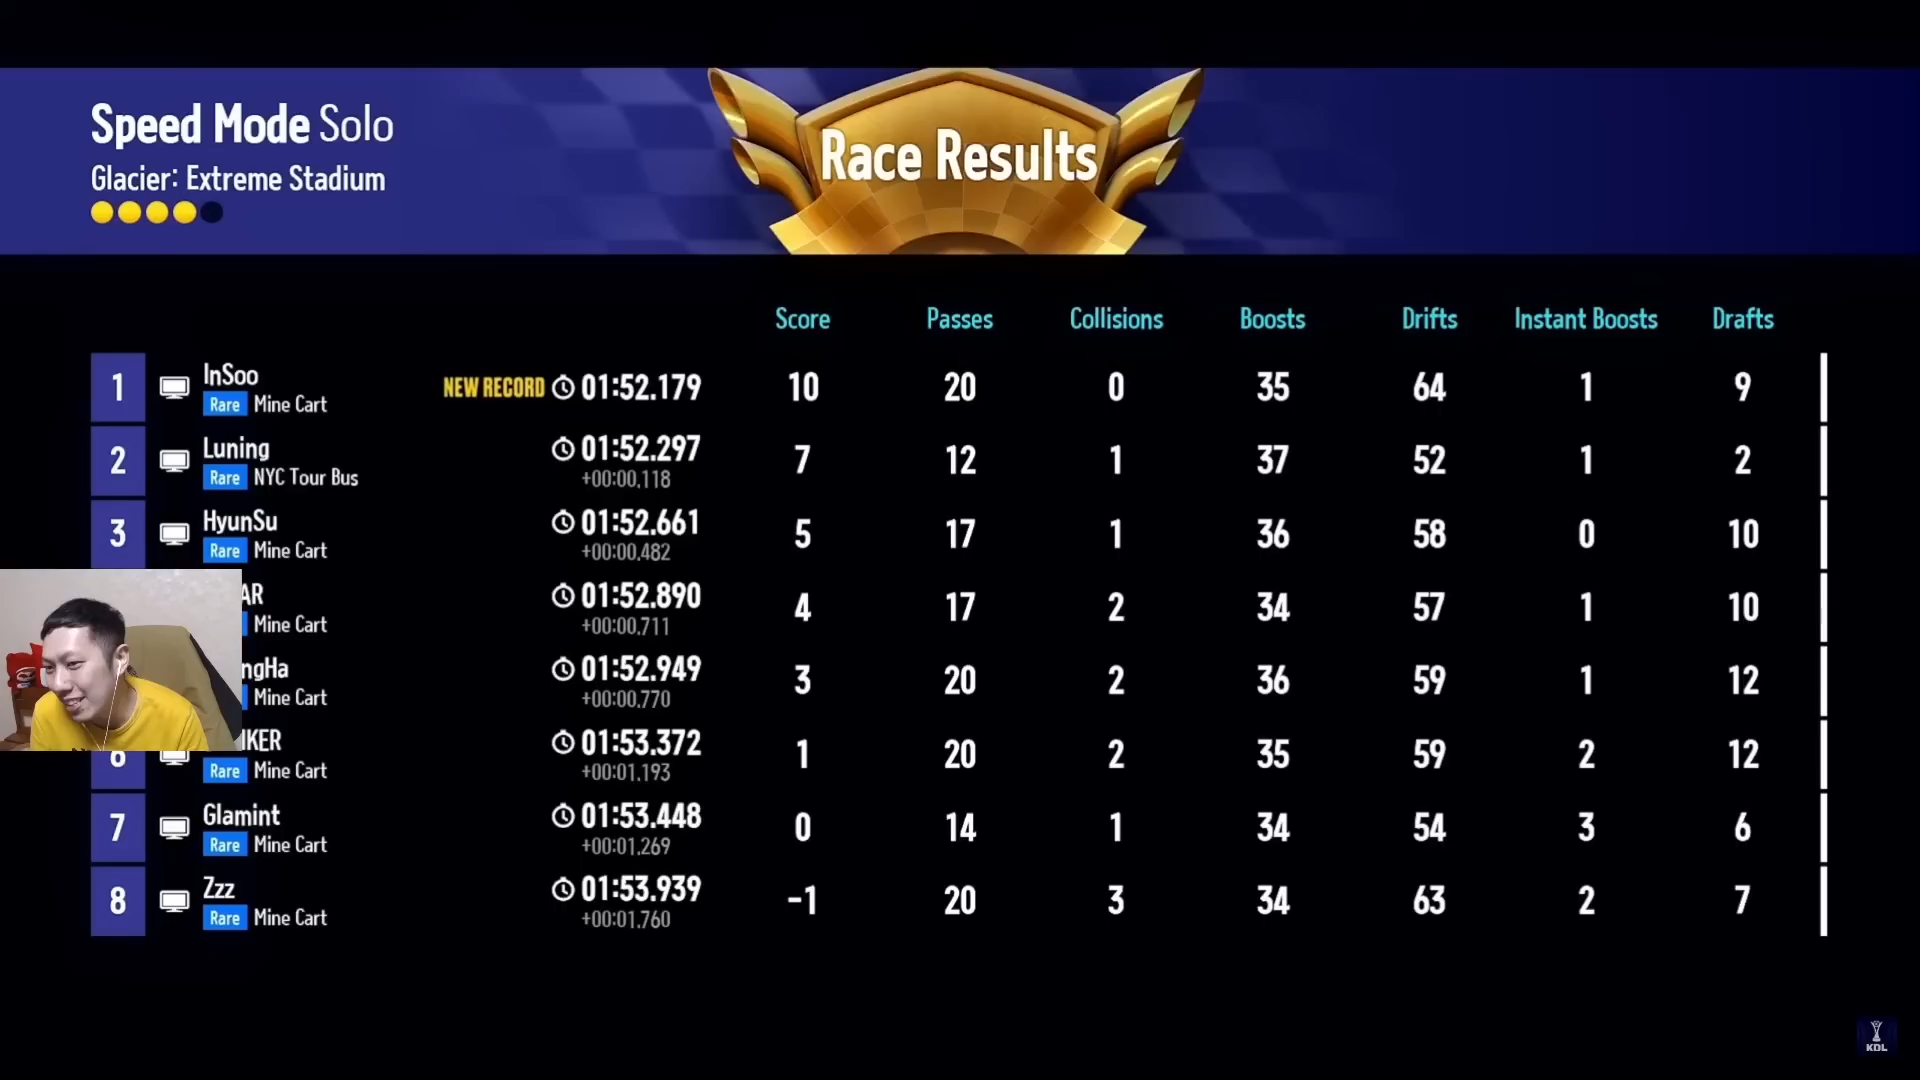 Speed Mode Solo
Glacier: Extreme Stadium
Race Results
Score Passes Collisions Boosts Drifts Instant Boosts Drafts
1 InSoo NEW RECORD 01:52.179 10 20 0 35 64 1 9
Rare Mine Cart
2 Luning 01:52.297 7 12 1 37 52 1 2
Rare NYC Tour Bus +00:00.118
3 HyunSu 01:52.661 5 17 1 36 58 0 10
Rare Mine Cart +00:00.482
AR 01:52.890 4 17 2 34 57 1 10
Mine Cart +00:00.711
ngHa 01:52.949 3 20 2 36 59 1 12
Mine Cart +00:00.770
KER 01:53.372 1 20 2 35 59 2 12
Rare Mine Cart +00:01.193
7 Glamint 01:53.448 0 14 1 34 54 3 6
Rare Mine Cart +00:01.269
8 Zzz 01:53.939 -1 20 3 34 63 2 7
Rare Mine Cart +00:01.760
KDL